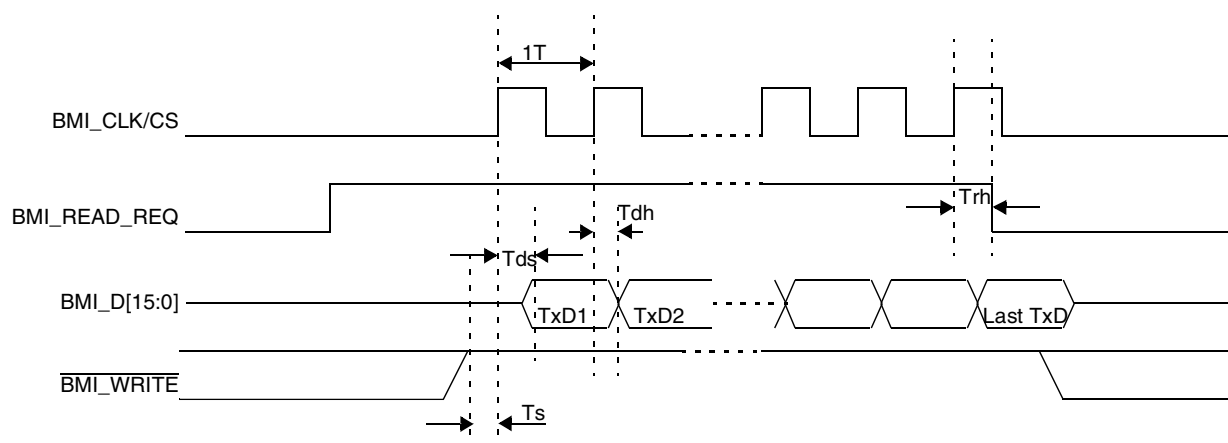 1T
BMI_CLK/CS
Trh
BMI_READ_REQ
Tdh
Tds
BMI_D[15:0]
TxD1
TxD2
Last TxD
BMI_WRITE
Ts